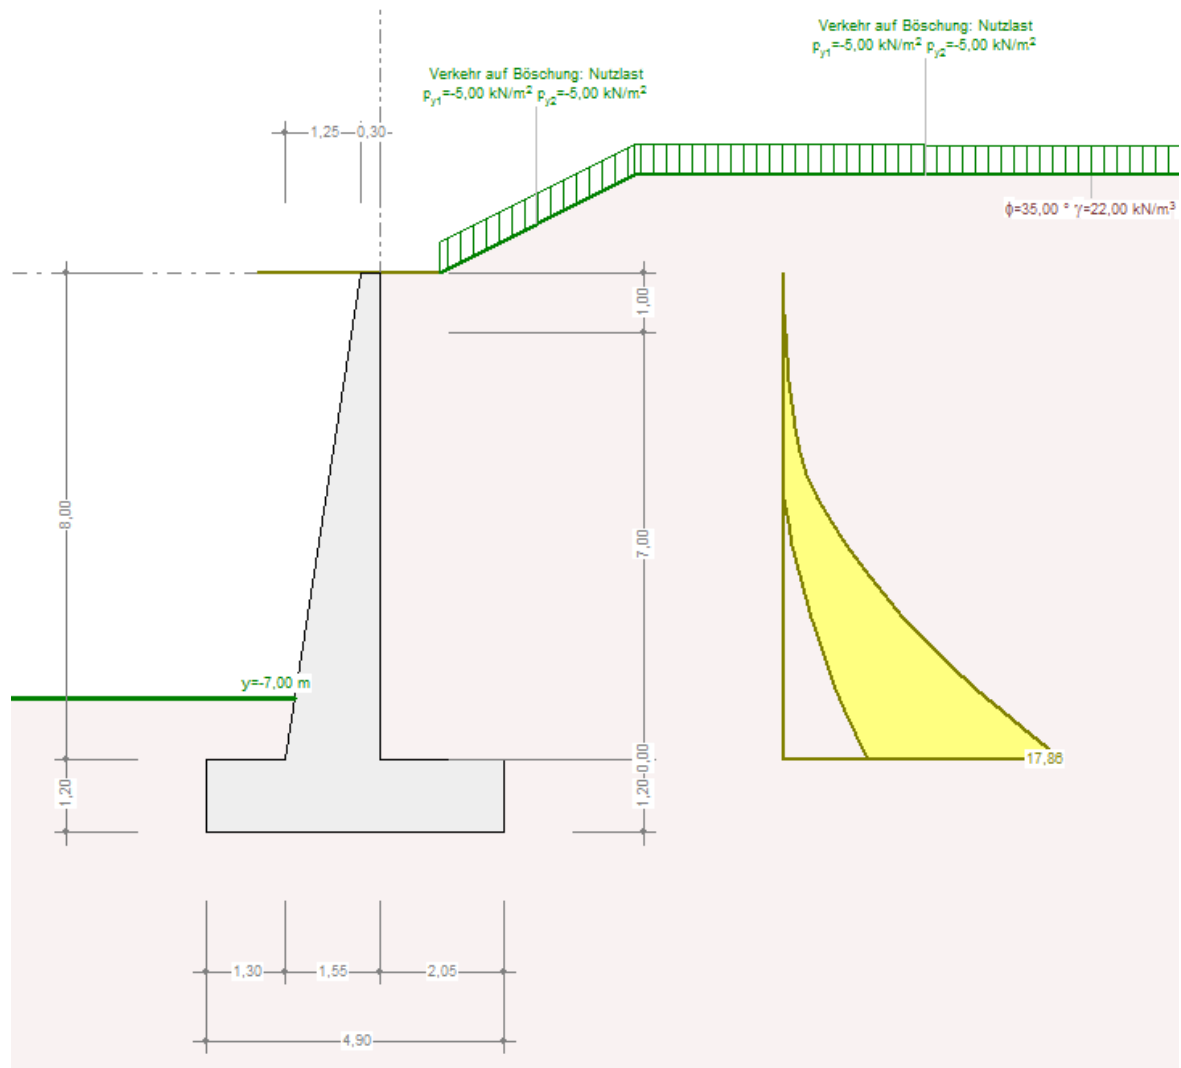 Verkehr auf Böschung: Nutzlast
py1=-5,00 kN/m² py2=-5,00 kN/m²
Verkehr auf Böschung: Nutzlast
py1=-5,00 kN/m² py2=-5,00 kN/m²
1,25 0,30
ϕ=35,00 ° γ=22,00 kN/m³
1,00
8,00
7,00
y=-7,00 m
17,86
1,20
1,20 0,00
1,30 1,55 2,05
4,90